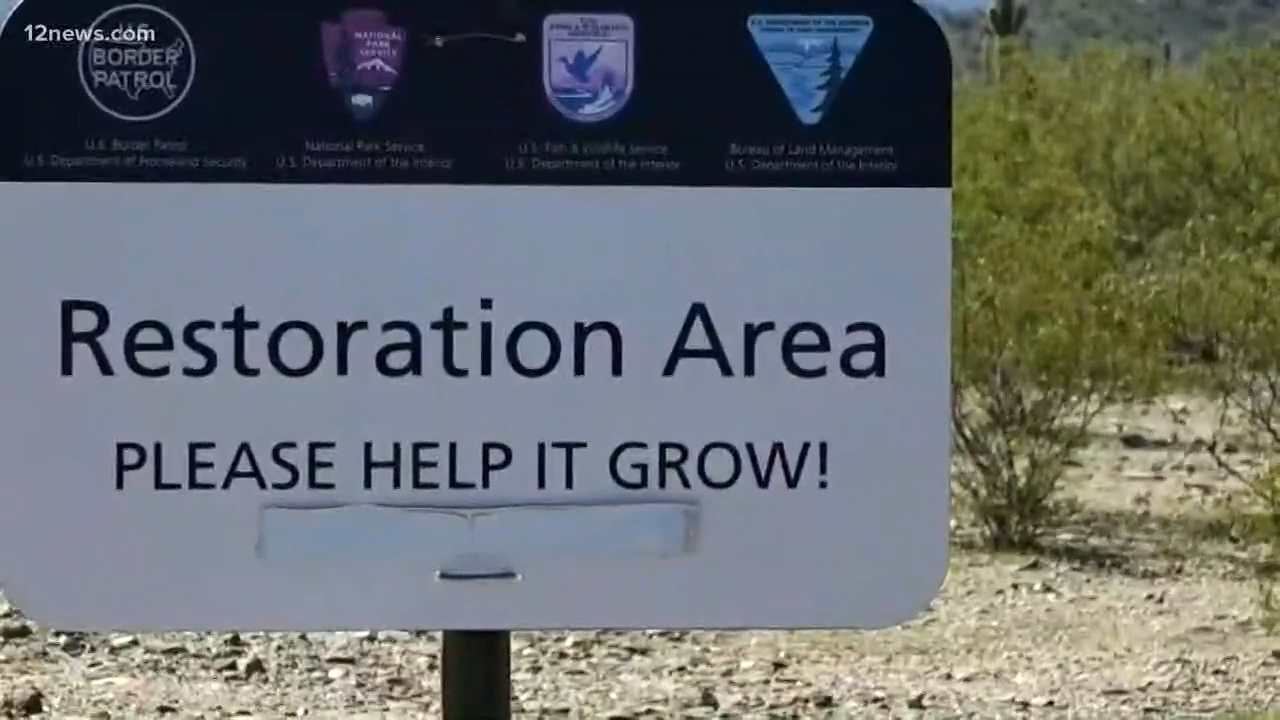 12news.com
U.S.
BORDER
PATROL
NATIONAL
PARK
SERVICE
U.S. Border Patrol
U.S. Department of Homeland Security
National Park Service
U.S. Department of the Interior
U.S. Fish & Wildlife Service
U.S. Department of the Interior
Bureau of Land Management
U.S. Department of the Interior
Restoration Area
PLEASE HELP IT GROW!